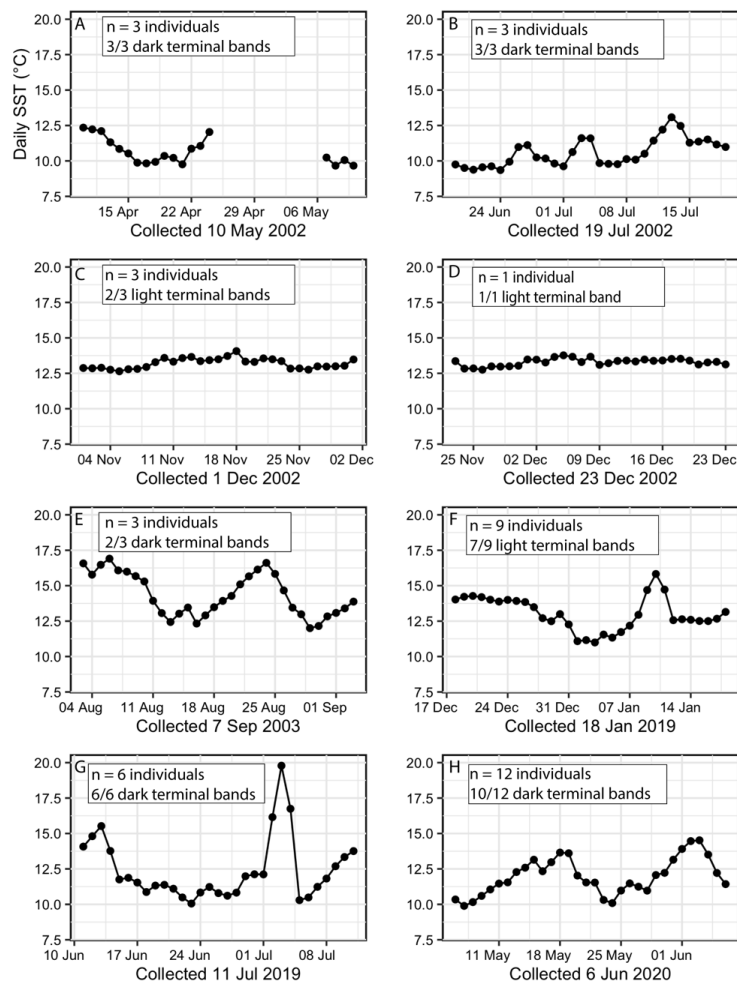 Daily SST (°C)
A
n = 3 individuals
3/3 dark terminal bands
20.0
17.5
15.0
12.5
10.0
7.5
15 Apr 22 Apr 29 Apr 06 May
Collected 10 May 2002
B
n = 3 individuals
3/3 dark terminal bands
20.0
17.5
15.0
12.5
10.0
7.5
24 Jun 01 Jul 08 Jul 15 Jul
Collected 19 Jul 2002
C
n = 3 individuals
2/3 light terminal bands
20.0
17.5
15.0
12.5
10.0
7.5
04 Nov 11 Nov 18 Nov 25 Nov 02 Dec
Collected 1 Dec 2002
D
n = 1 individual
1/1 light terminal band
20.0
17.5
15.0
12.5
10.0
7.5
25 Nov 02 Dec 09 Dec 16 Dec 23 Dec
Collected 23 Dec 2002
E
n = 3 individuals
2/3 dark terminal bands
20.0
17.5
15.0
12.5
10.0
7.5
04 Aug 11 Aug 18 Aug 25 Aug 01 Sep
Collected 7 Sep 2003
F
n = 9 individuals
7/9 light terminal bands
20.0
17.5
15.0
12.5
10.0
7.5
17 Dec 24 Dec 31 Dec 07 Jan 14 Jan
Collected 18 Jan 2019
G
n = 6 individuals
6/6 dark terminal bands
20.0
17.5
15.0
12.5
10.0
7.5
10 Jun 17 Jun 24 Jun 01 Jul 08 Jul
Collected 11 Jul 2019
H
n = 12 individuals
10/12 dark terminal bands
20.0
17.5
15.0
12.5
10.0
7.5
11 May 18 May 25 May 01 Jun
Collected 6 Jun 2020